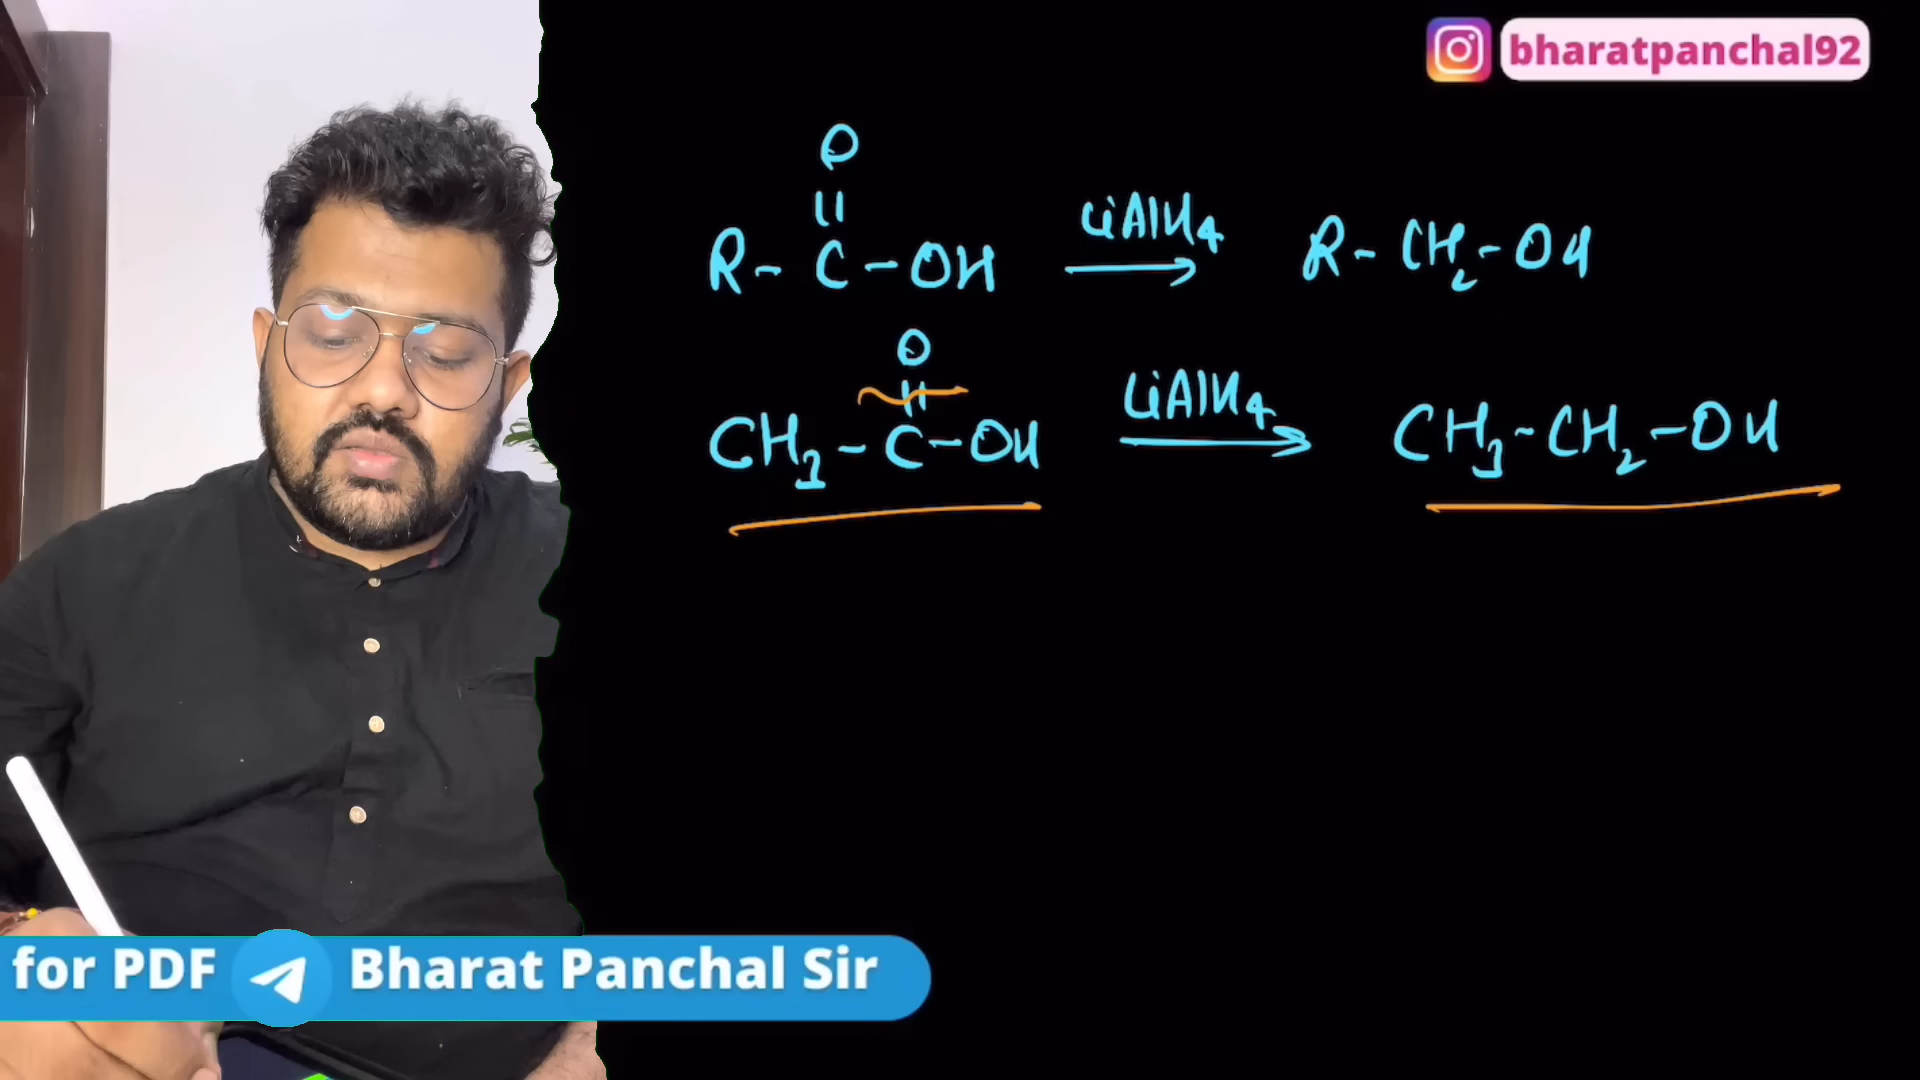 bharatpanchal92
O
||
R - C - OH LiAlH4 → R - CH2 - OH
O
||
CH3 - C - OH LiAlH4 → CH3 - CH2 - OH
for PDF Bharat Panchal Sir